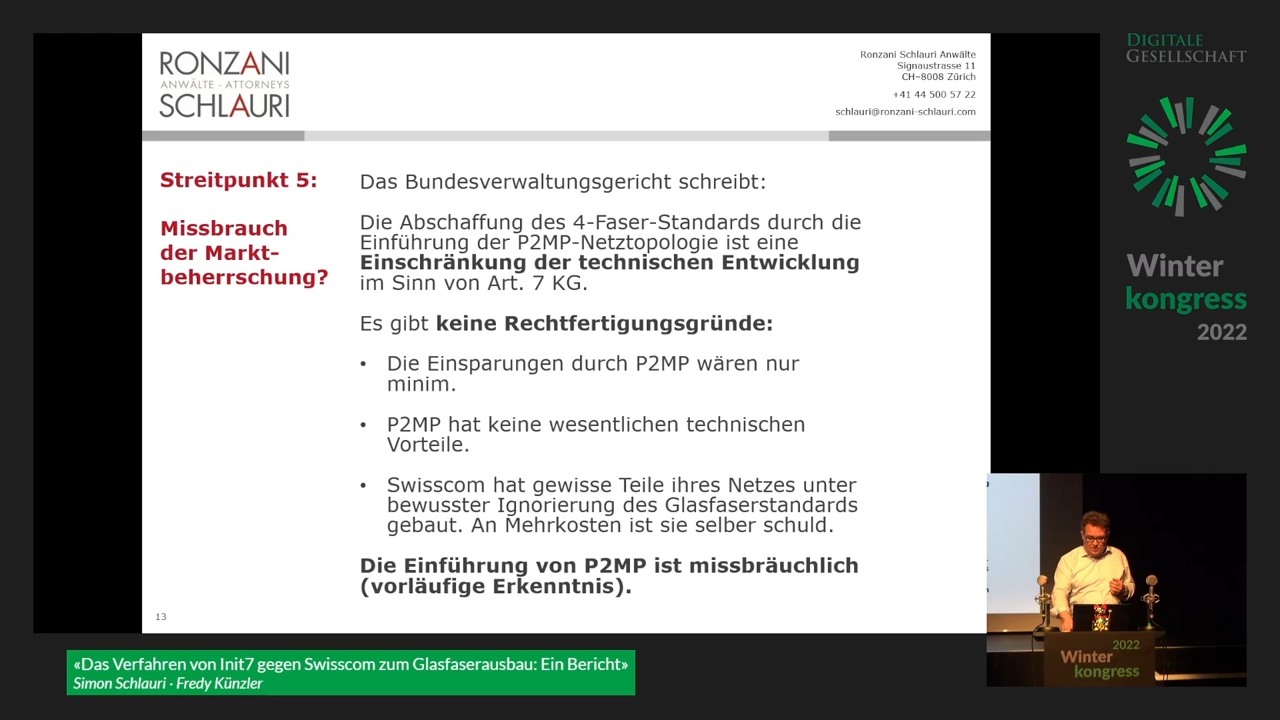 RONZANI
ANWÄLTE · ATTORNEYS
SCHLAURI
Ronzani Schlauri Anwälte
Signaustrasse 11
CH–8008 Zürich
+41 44 500 57 22
schlauri@ronzani-schlauri.com
Streitpunkt 5:
Missbrauch
der Markt-
beherrschung?
Das Bundesverwaltungsgericht schreibt:
Die Abschaffung des 4-Faser-Standards durch die
Einführung der P2MP-Netztopologie ist eine
Einschränkung der technischen Entwicklung
im Sinn von Art. 7 KG.
Es gibt keine Rechtfertigungsgründe:
• Die Einsparungen durch P2MP wären nur
minim.
• P2MP hat keine wesentlichen technischen
Vorteile.
• Swisscom hat gewisse Teile ihres Netzes unter
bewusster Ignorierung des Glasfaserstandards
gebaut. An Mehrkosten ist sie selber schuld.
Die Einführung von P2MP ist missbräuchlich
(vorläufige Erkenntnis).
13
DIGITALE
GESELLSCHAFT
Winter
kongress
2022
2022
Winter
kongress
«Das Verfahren von Init7 gegen Swisscom zum Glasfaserausbau: Ein Bericht»
Simon Schlauri · Fredy Künzler